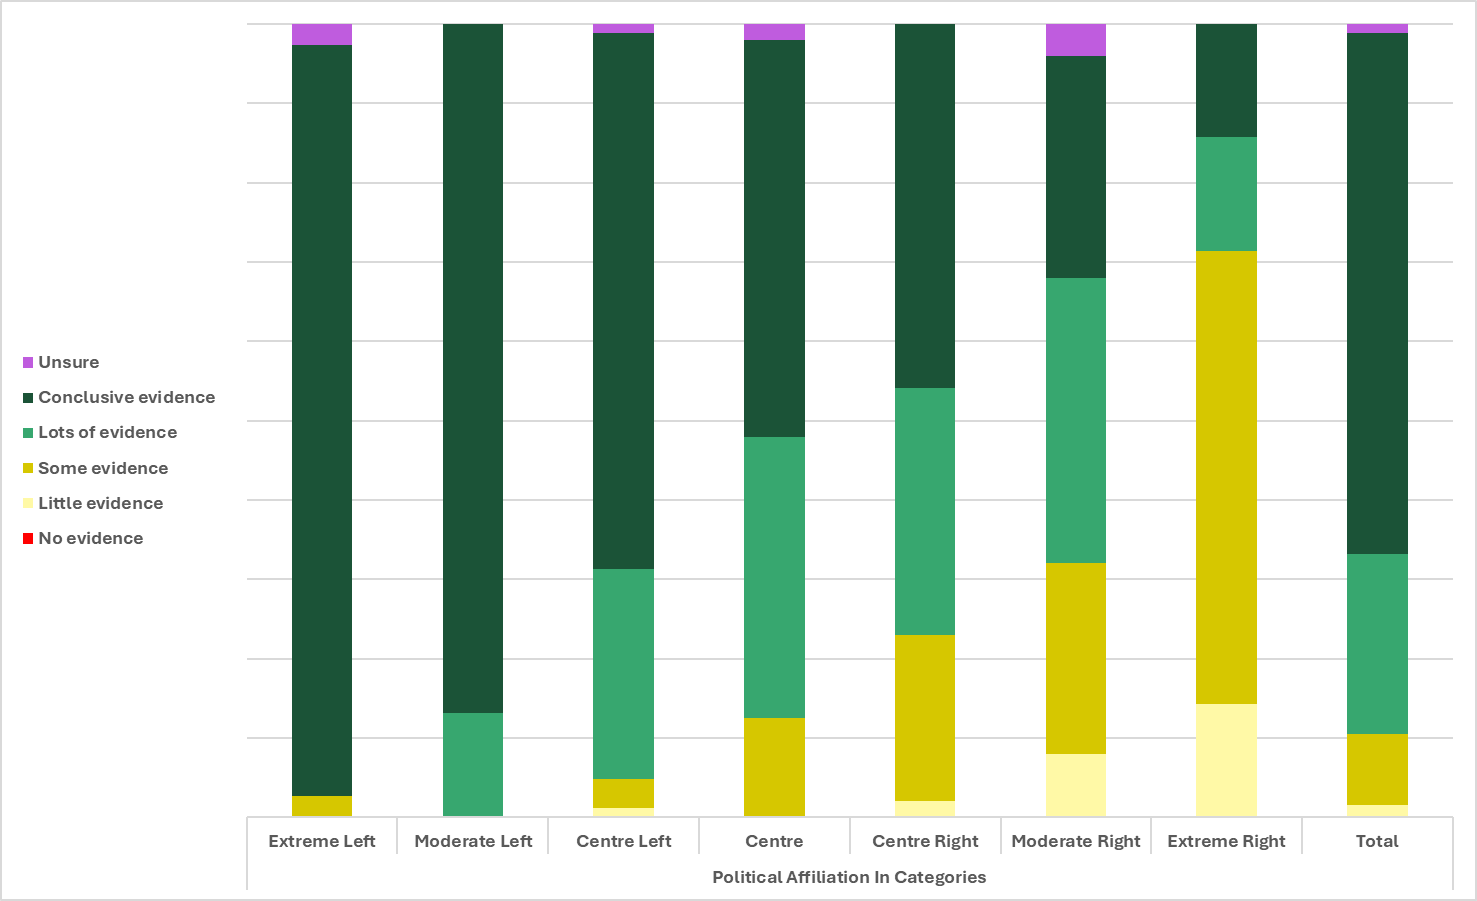 Unsure
Conclusive evidence
Lots of evidence
Some evidence
Little evidence
No evidence
Extreme Left
Moderate Left
Centre Left
Centre
Centre Right
Moderate Right
Extreme Right
Total
Political Affiliation In Categories